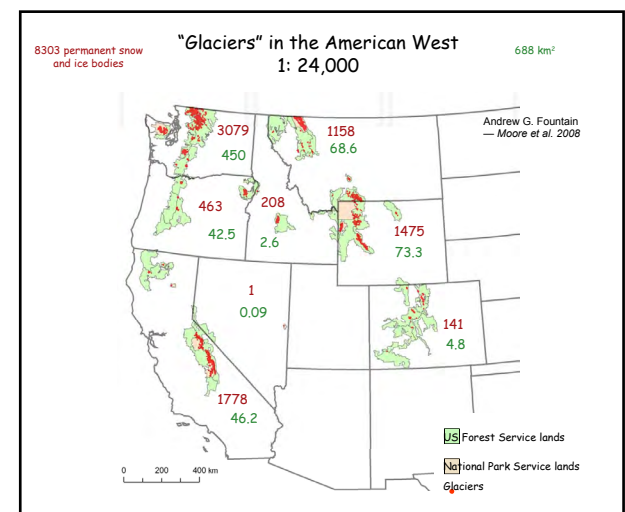 "Glaciers" in the American West
1: 24,000
8303 permanent snow
and ice bodies
688 km²
Andrew G. Fountain
— Moore et al. 2008
3079
450
1158
68.6
463
42.5
208
2.6
1475
73.3
1
0.09
141
4.8
1778
46.2
US Forest Service lands
National Park Service lands
Glaciers
0 200 400 km